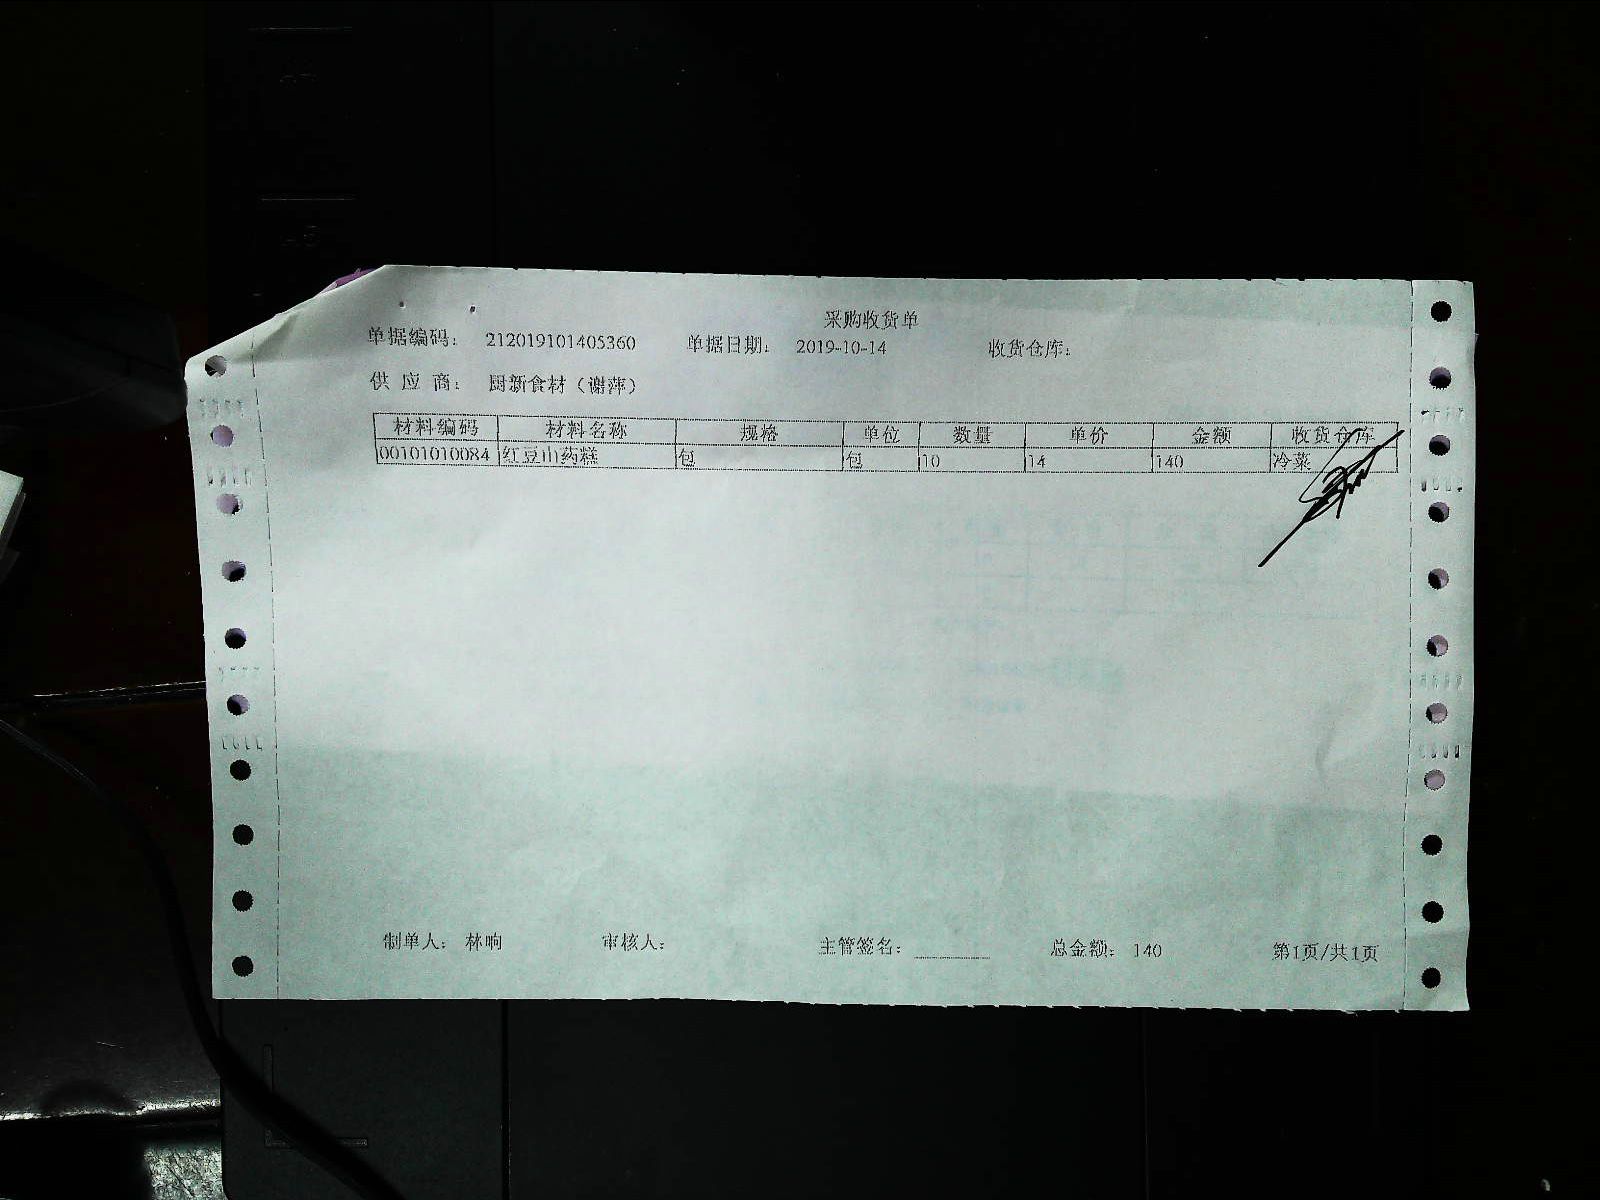 采购收货单
单据编码： 212019101405360 单据日期： 2019-10-14 收货仓库：
供 应 商： 厨新食材（谢萍）
材料编码 材料名称 规格 单位 数量 单价 金额 收货仓库
00101010084 红豆山药糕 包 包 10 14 140 冷菜
制单人： 林响 审核人： 主管签名： 总金额： 140 第1页/共1页